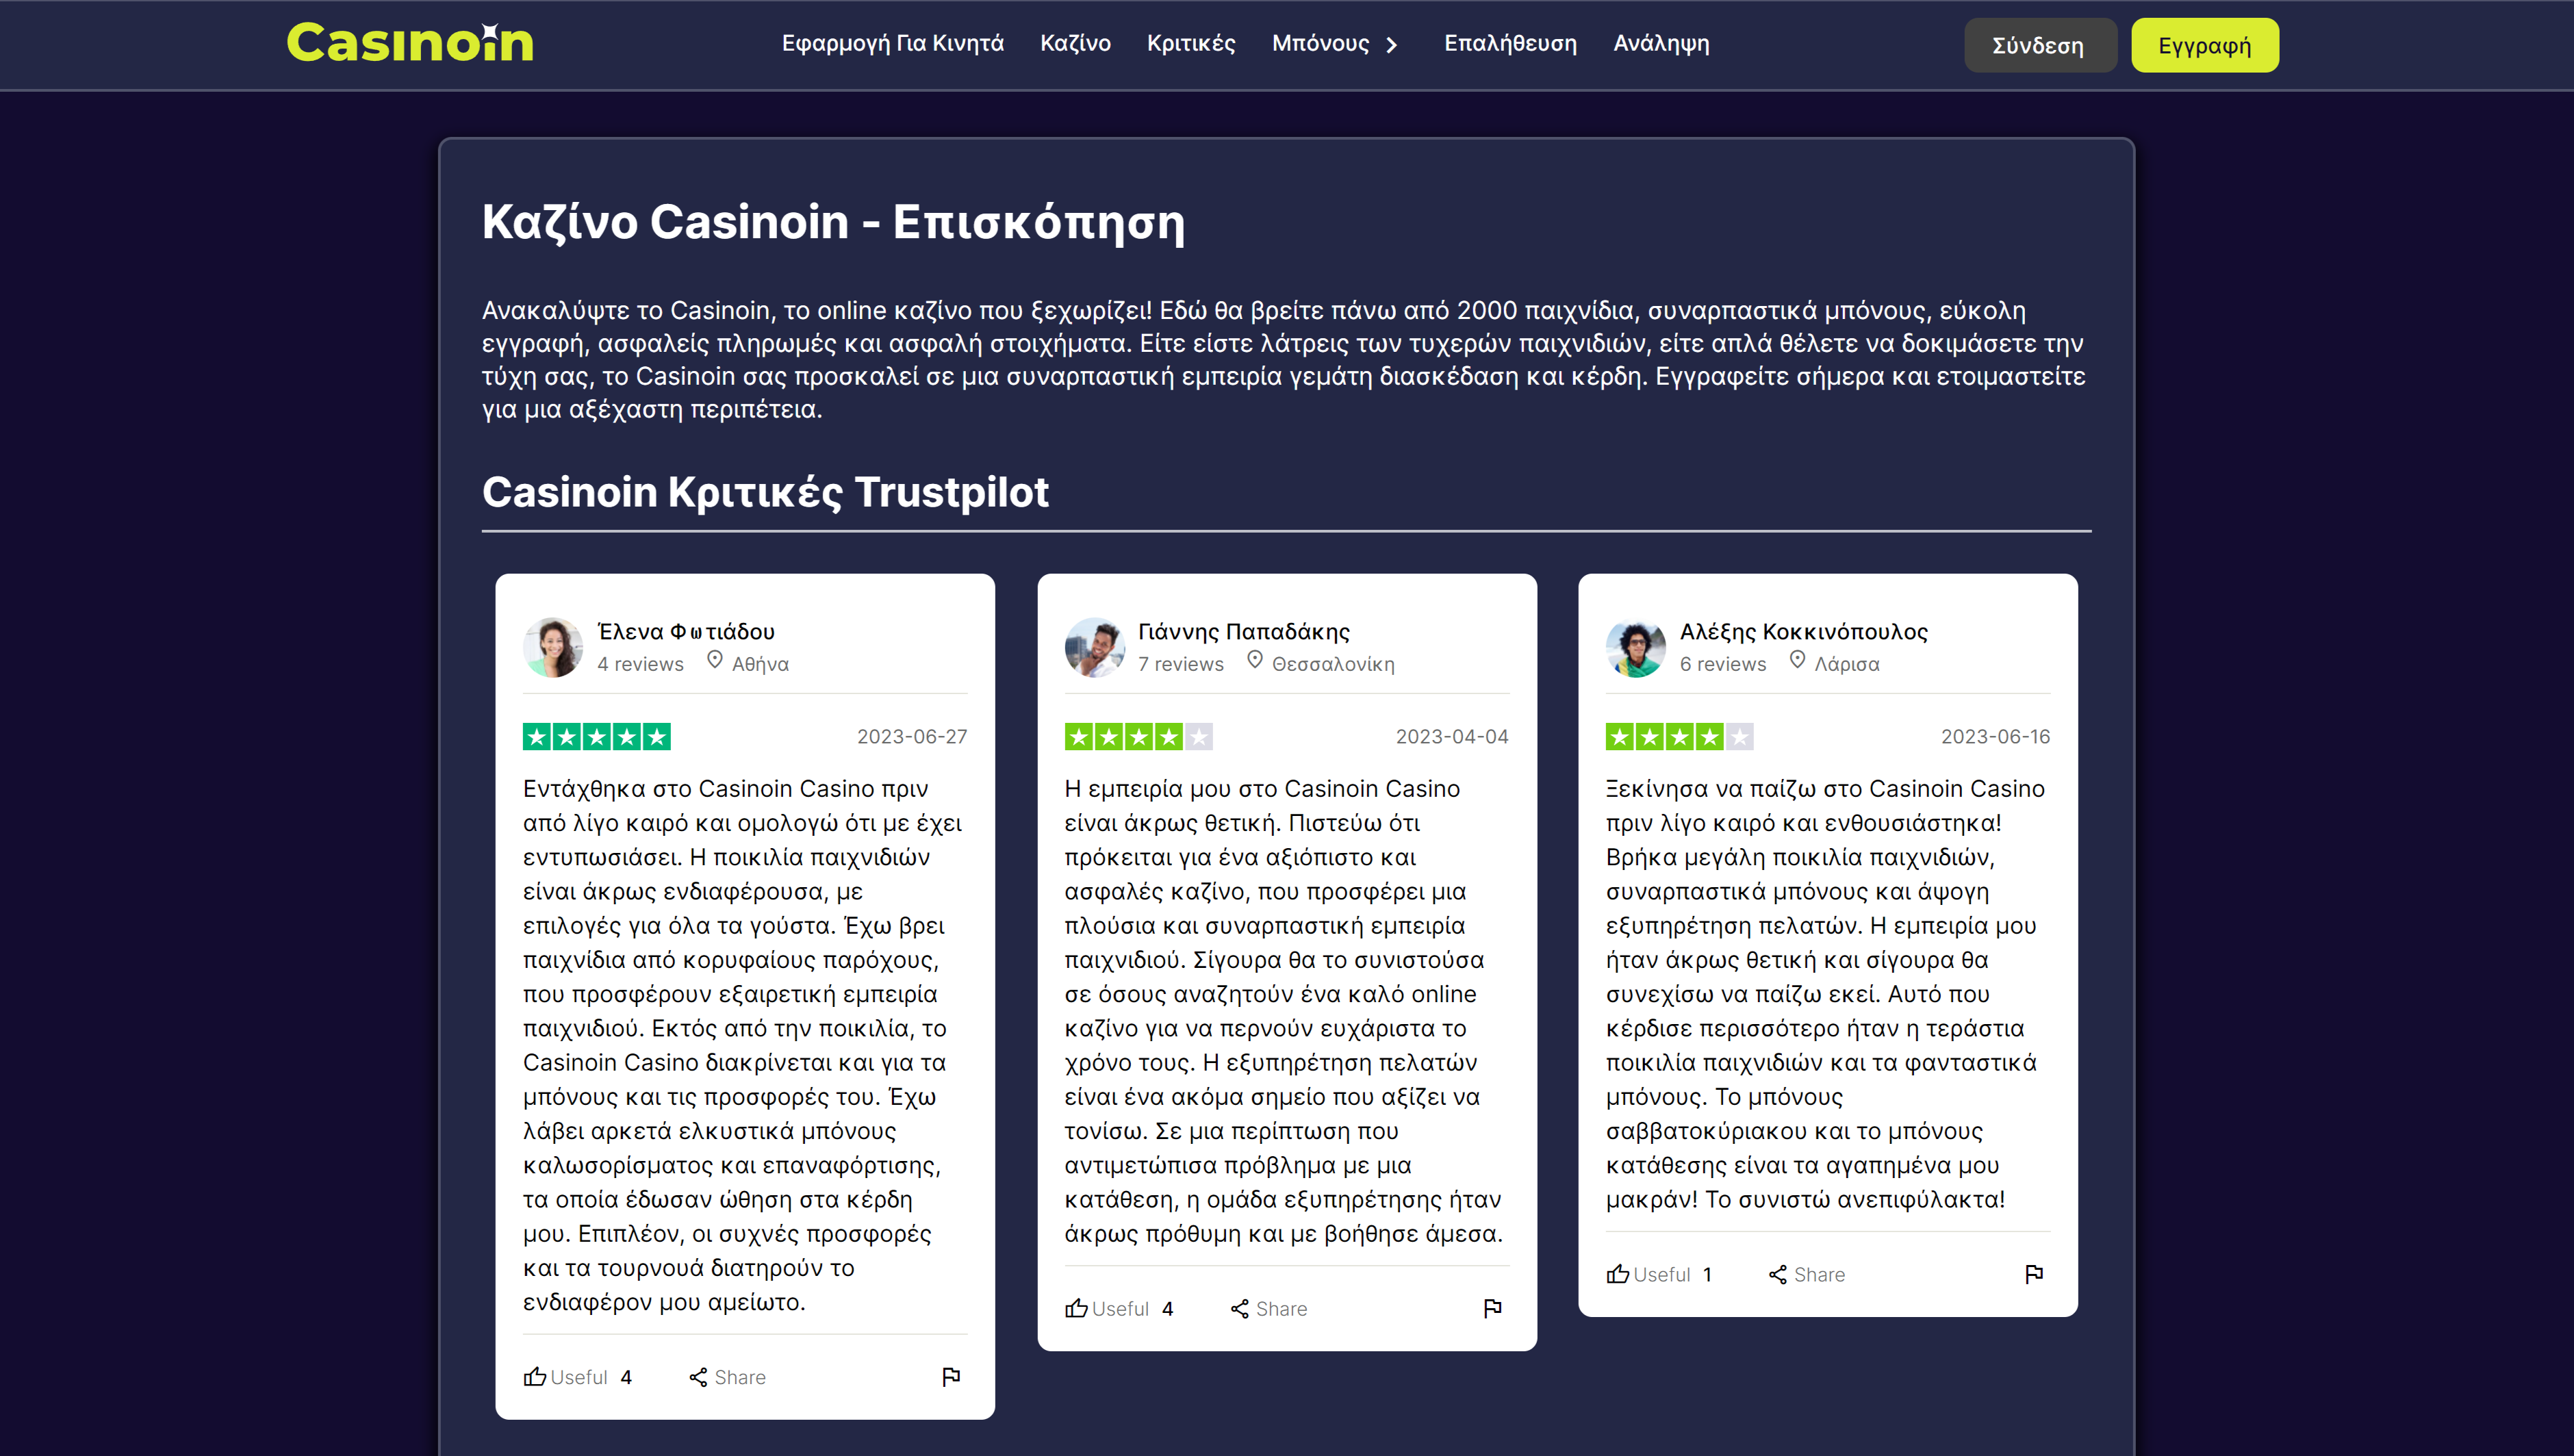 Casinoin
Εφαρμογή Για Κινητά
Καζίνο
Κριτικές
Μπόνους
Επαλήθευση
Ανάληψη
Σύνδεση
Εγγραφή
Καζίνο Casinoin - Επισκόπηση
Ανακαλύψτε το Casinoin, το online καζίνο που ξεχωρίζει! Εδώ θα βρείτε πάνω από 2000 παιχνίδια, συναρπαστικά μπόνους, εύκολη
εγγραφή, ασφαλείς πληρωμές και ασφαλή στοιχήματα. Είτε είστε λάτρεις των τυχερών παιχνιδιών, είτε απλά θέλετε να δοκιμάσετε την
τύχη σας, το Casinoin σας προσκαλεί σε μια συναρπαστική εμπειρία γεμάτη διασκέδαση και κέρδη. Εγγραφείτε σήμερα και ετοιμαστείτε
για μια αξέχαστη περιπέτεια.
Casinoin Κριτικές Trustpilot
Έλενα Φωτιάδου
4 reviews Αθήνα
2023-06-27
Εντάχθηκα στο Casinoin Casino πριν
από λίγο καιρό και ομολογώ ότι με έχει
εντυπωσιάσει. Η ποικιλία παιχνιδιών
είναι άκρως ενδιαφέρουσα, με
επιλογές για όλα τα γούστα. Έχω βρει
παιχνίδια από κορυφαίους παρόχους,
που προσφέρουν εξαιρετική εμπειρία
παιχνιδιού. Εκτός από την ποικιλία, το
Casinoin Casino διακρίνεται και για τα
μπόνους και τις προσφορές του. Έχω
λάβει αρκετά ελκυστικά μπόνους
καλωσορίσματος και επαναφόρτισης,
τα οποία έδωσαν ώθηση στα κέρδη
μου. Επιπλέον, οι συχνές προσφορές
και τα τουρνουά διατηρούν το
ενδιαφέρον μου αμείωτο.
Useful 4 Share
Γιάννης Παπαδάκης
7 reviews Θεσσαλονίκη
2023-04-04
Η εμπειρία μου στο Casinoin Casino
είναι άκρως θετική. Πιστεύω ότι
πρόκειται για ένα αξιόπιστο και
ασφαλές καζίνο, που προσφέρει μια
πλούσια και συναρπαστική εμπειρία
παιχνιδιού. Σίγουρα θα το συνιστούσα
σε όσους αναζητούν ένα καλό online
καζίνο για να περνούν ευχάριστα το
χρόνο τους. Η εξυπηρέτηση πελατών
είναι ένα ακόμα σημείο που αξίζει να
τονίσω. Σε μια περίπτωση που
αντιμετώπισα πρόβλημα με μια
κατάθεση, η ομάδα εξυπηρέτησης ήταν
άκρως πρόθυμη και με βοήθησε άμεσα.
Useful 4 Share
Αλέξης Κοκκινόπουλος
6 reviews Λάρισα
2023-06-16
Ξεκίνησα να παίζω στο Casinoin Casino
πριν λίγο καιρό και ενθουσιάστηκα!
Βρήκα μεγάλη ποικιλία παιχνιδιών,
συναρπαστικά μπόνους και άψογη
εξυπηρέτηση πελατών. Η εμπειρία μου
ήταν άκρως θετική και σίγουρα θα
συνεχίσω να παίζω εκεί. Αυτό που
κέρδισε περισσότερο ήταν η τεράστια
ποικιλία παιχνιδιών και τα φανταστικά
μπόνους. Το μπόνους
σαββατοκύριακου και το μπόνους
κατάθεσης είναι τα αγαπημένα μου
μακράν! Το συνιστώ ανεπιφύλακτα!
Useful 1 Share